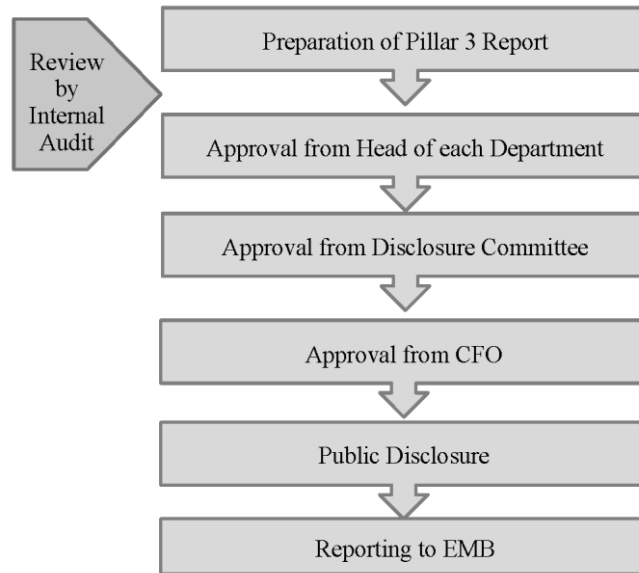 Preparation of Pillar 3 Report
Review
by
Internal
Audit
Approval from Head of each Department
Approval from Disclosure Committee
Approval from CFO
Public Disclosure
Reporting to EMB